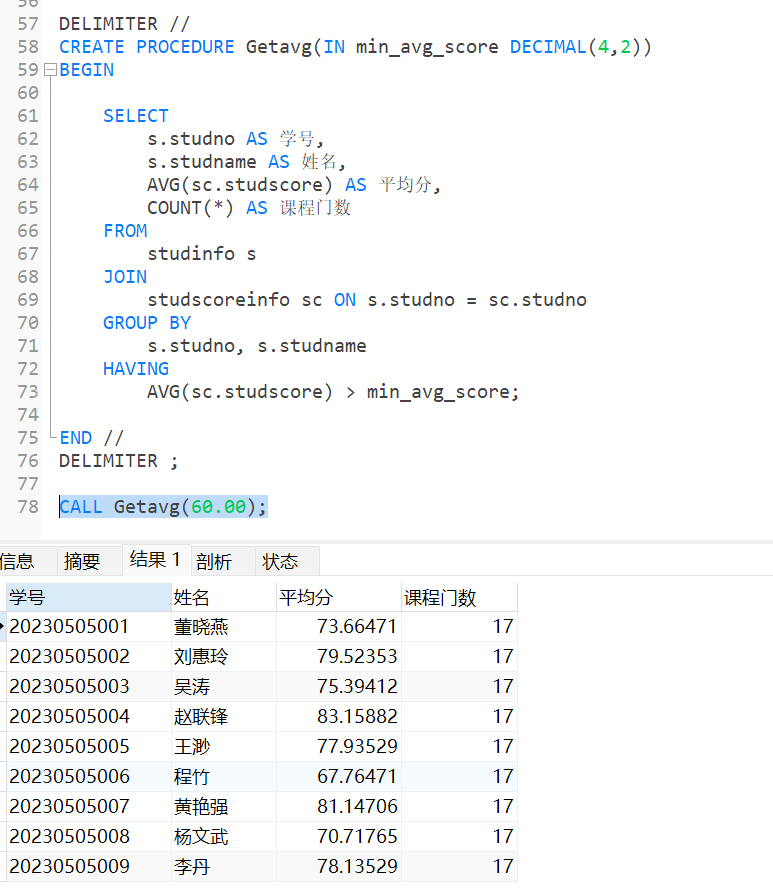 56
57 DELIMITER //
58 CREATE PROCEDURE Getavg(IN min_avg_score DECIMAL(4,2))
59 BEGIN
60
61 SELECT
62 s.studno AS 学号,
63 s.studname AS 姓名,
64 AVG(sc.studscore) AS 平均分,
65 COUNT(*) AS 课程门数
66 FROM
67 studinfo s
68 JOIN
69 studscoreinfo sc ON s.studno = sc.studno
70 GROUP BY
71 s.studno, s.studname
72 HAVING
73 AVG(sc.studscore) > min_avg_score;
74
75 END //
76 DELIMITER ;
77
78 CALL Getavg(60.00);
信息 摘要 结果 1 剖析 状态
学号 姓名 平均分 课程门数
20230505001 董晓燕 73.66471 17
20230505002 刘惠玲 79.52353 17
20230505003 吴涛 75.39412 17
20230505004 赵联锋 83.15882 17
20230505005 王渺 77.93529 17
20230505006 程竹 67.76471 17
20230505007 黄艳强 81.14706 17
20230505008 杨文武 70.71765 17
20230505009 李丹 78.13529 17